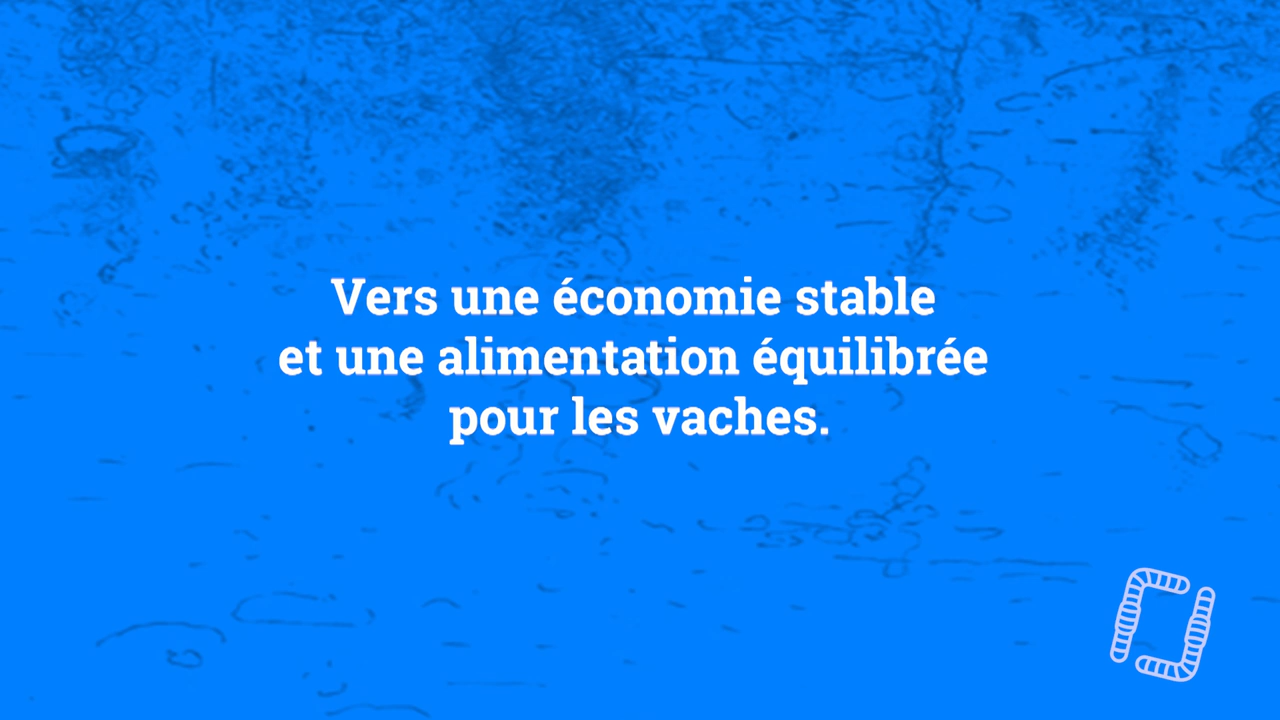 Vers une économie stable
et une alimentation équilibrée
pour les vaches.